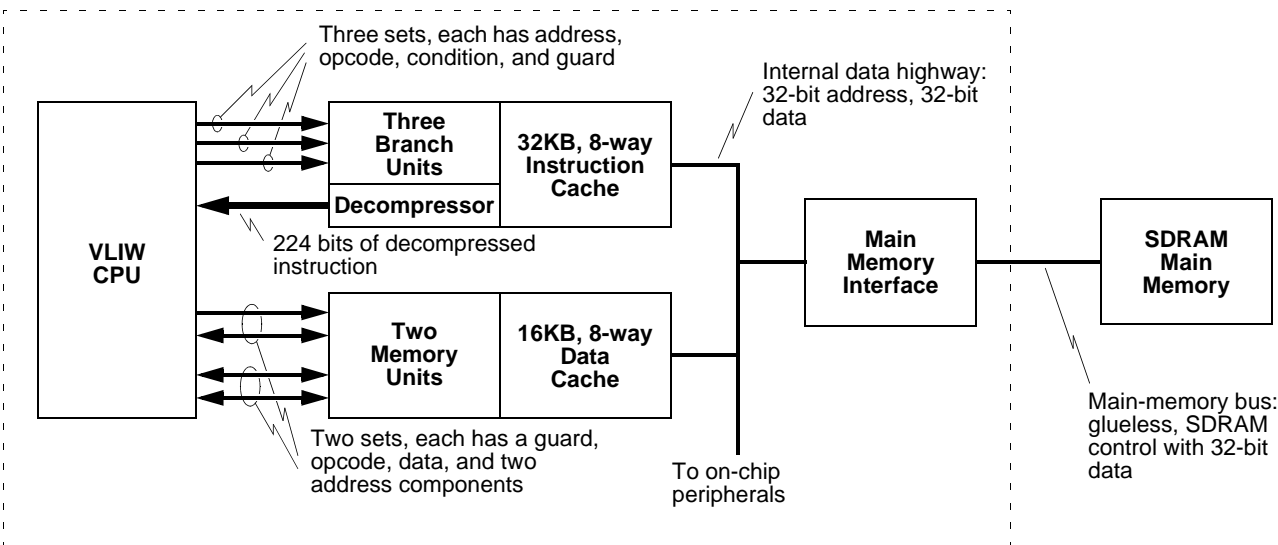 Three sets, each has address,
opcode, condition, and guard
Internal data highway:
32-bit address, 32-bit
data
VLIW
CPU
Three
Branch
Units
32KB, 8-way
Instruction
Cache
Decompressor
224 bits of decompressed
instruction
Main
Memory
Interface
SDRAM
Main
Memory
Two
Memory
Units
16KB, 8-way
Data
Cache
Main-memory bus:
glueless, SDRAM
control with 32-bit
data
Two sets, each has a guard,
opcode, data, and two
address components
To on-chip
peripherals